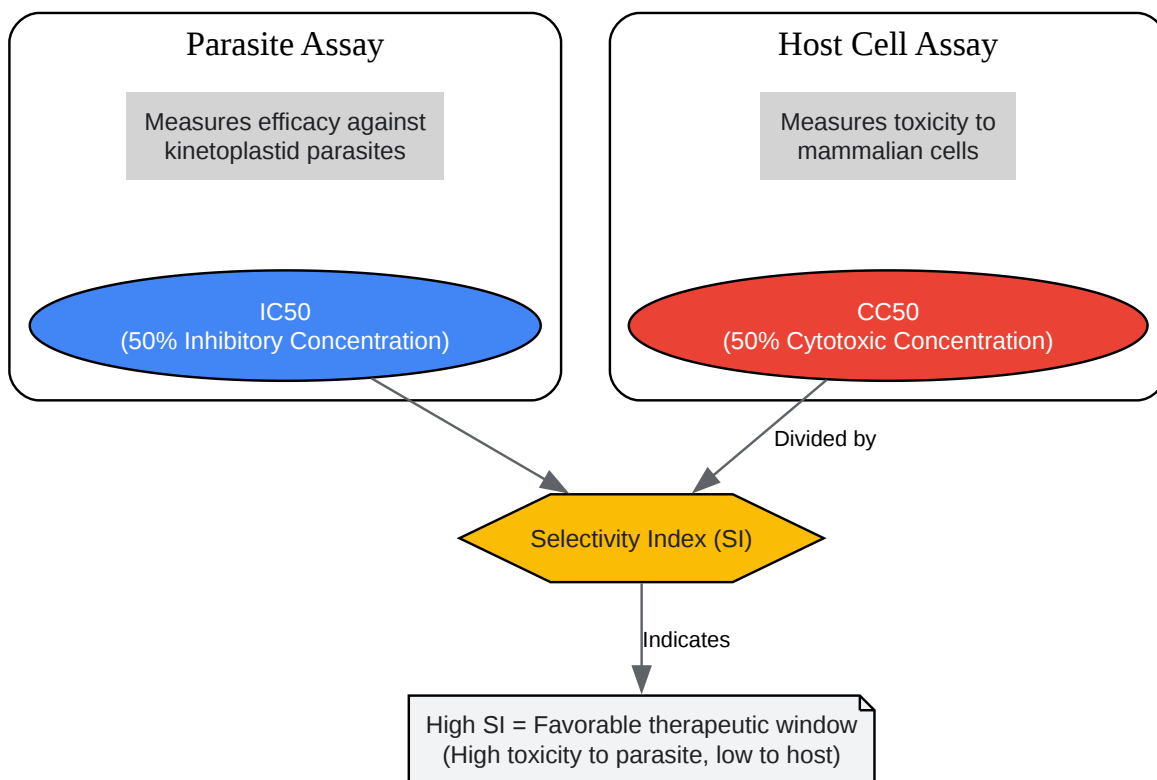 Parasite Assay
Measures efficacy against
kinetoplastid parasites
IC50
(50% Inhibitory Concentration)
Host Cell Assay
Measures toxicity to
mammalian cells
CC50
(50% Cytotoxic Concentration)
Divided by
Selectivity Index (SI)
Indicates
High SI = Favorable therapeutic window
(High toxicity to parasite, low to host)